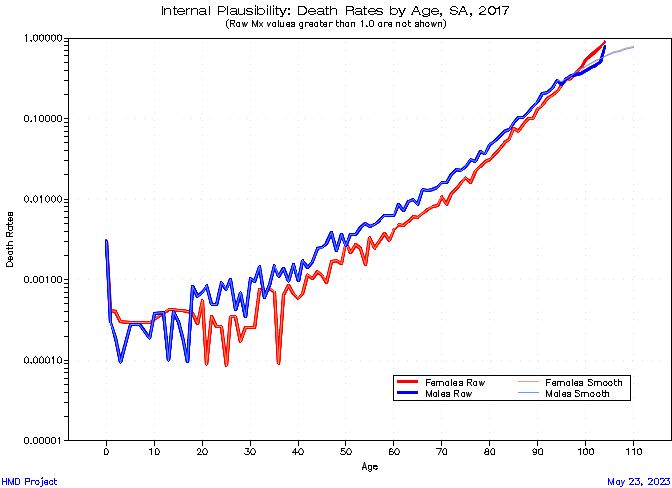 Internal Plausibility: Death Rates by Age, SA, 2017
(Raw Mx values greater than 1.0 are not shown)
1.00000
0.10000
0.01000
0.00100
0.00010
0.00001
Death Rates
Females Raw
Females Smooth
Males Raw
Males Smooth
0 10 20 30 40 50 60 70 80 90 100 110
Age
HMD Project
May 23, 2023